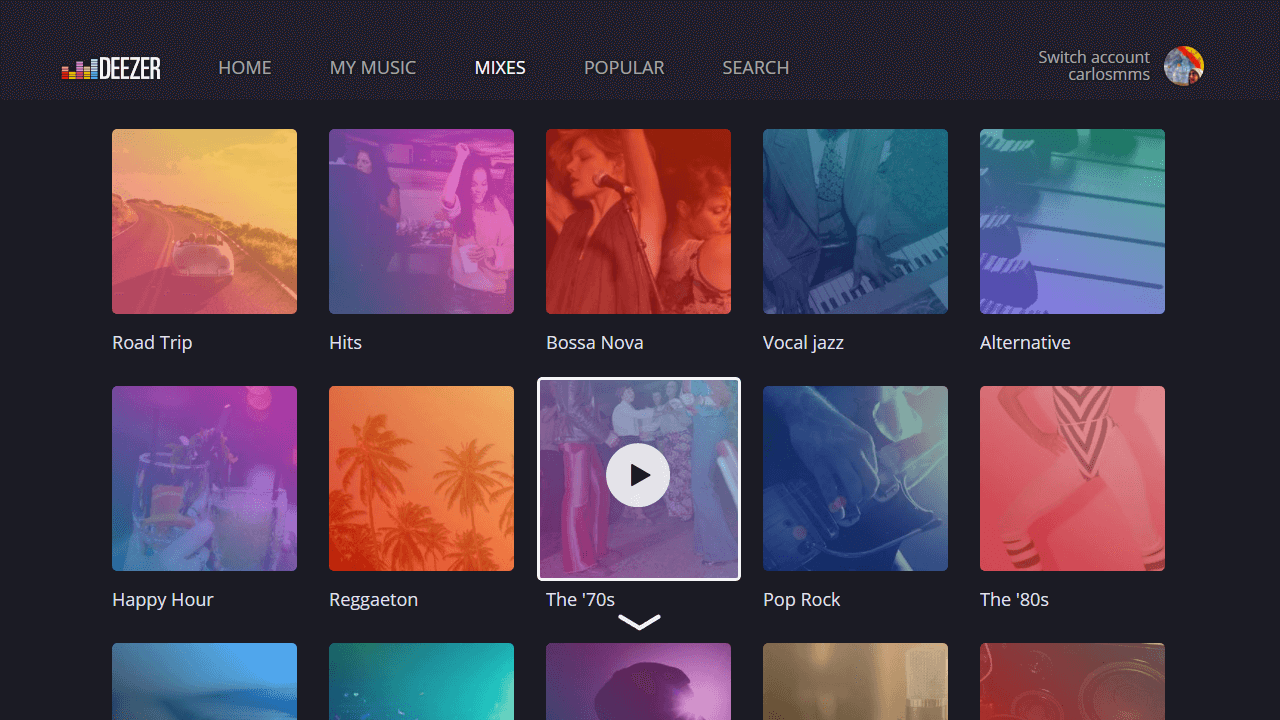 DEEZER
HOME
MY MUSIC
MIXES
POPULAR
SEARCH
Switch account
carlosmms
Road Trip
Hits
Bossa Nova
Vocal jazz
Alternative
Happy Hour
Reggaeton
The '70s
Pop Rock
The '80s